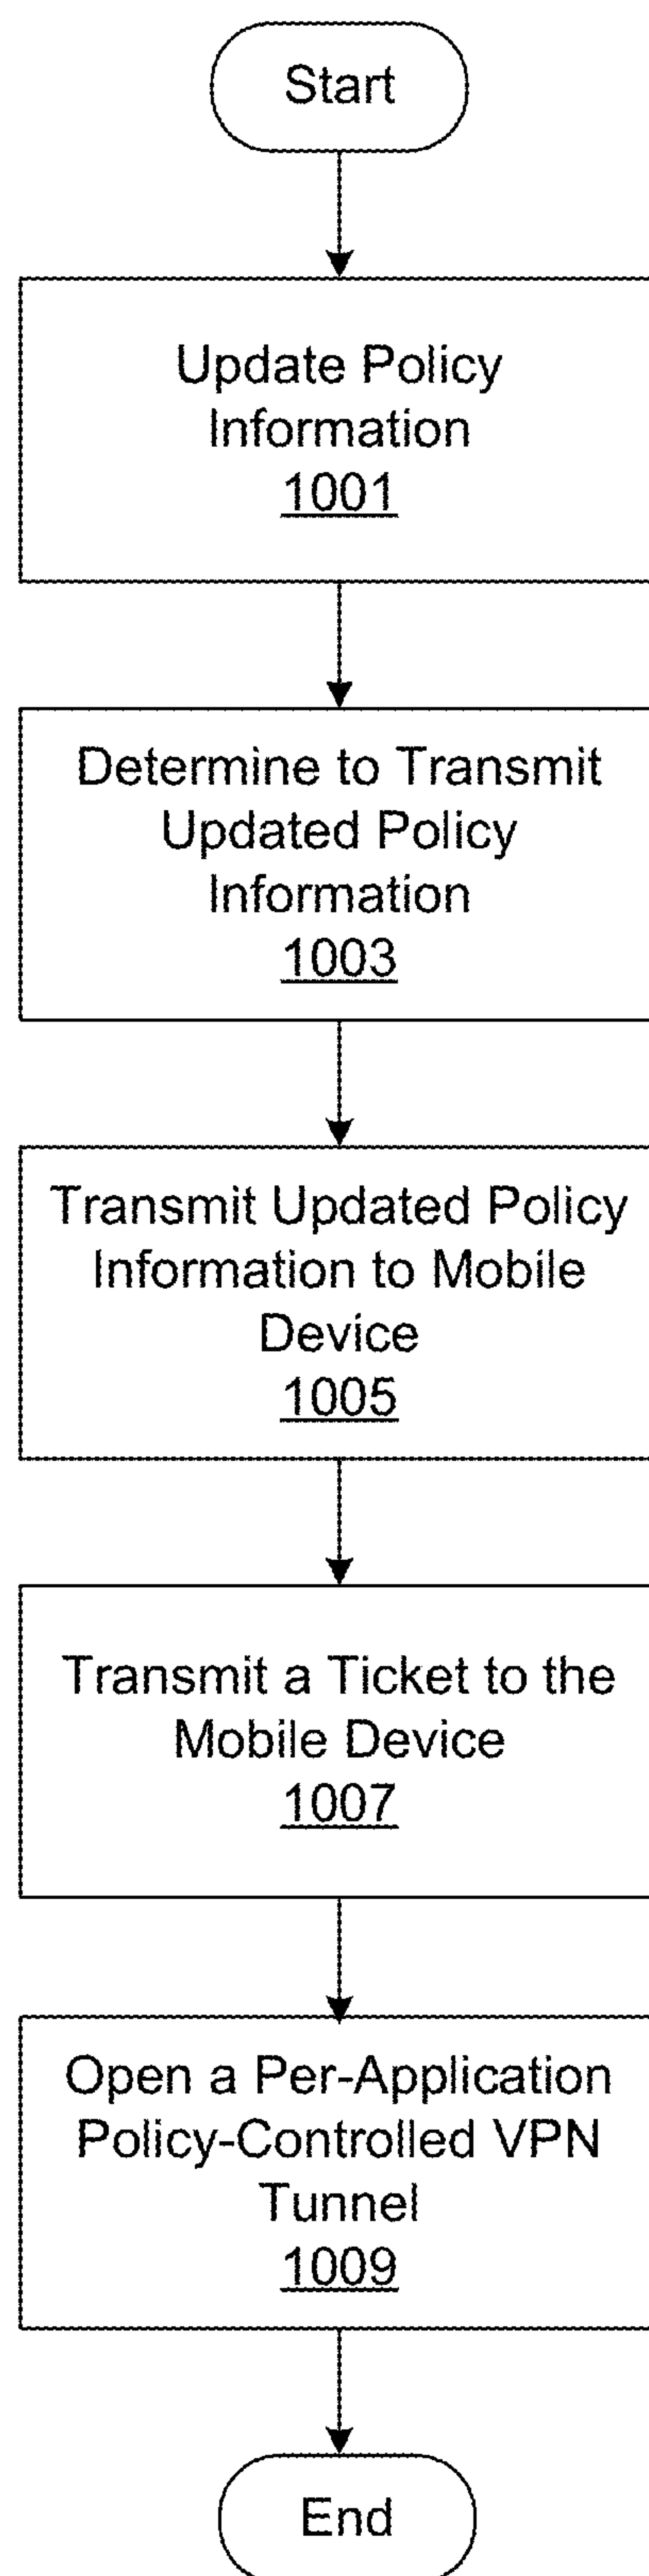 Start
Update Policy
Information
1001
Determine to Transmit
Updated Policy
Information
1003
Transmit Updated Policy
Information to Mobile
Device
1005
Transmit a Ticket to the
Mobile Device
1007
Open a Per-Application
Policy-Controlled VPN
Tunnel
1009
End